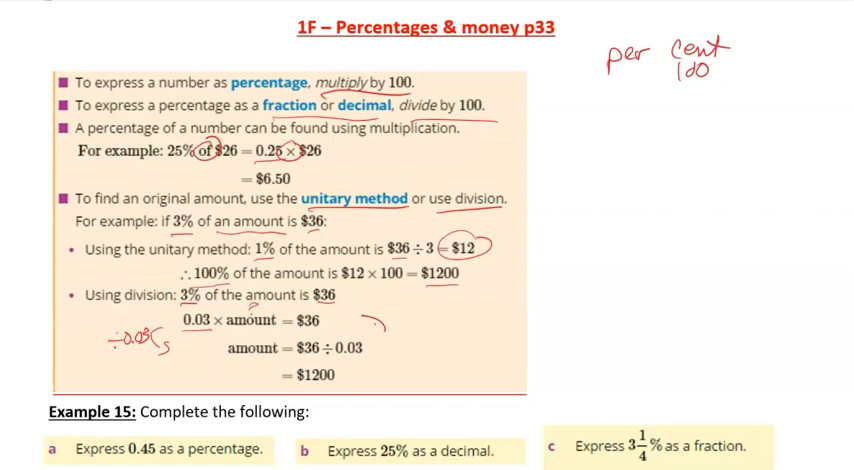 1F – Percentages & money p33
per cent
100
■ To express a number as percentage, multiply by 100.
■ To express a percentage as a fraction or decimal, divide by 100.
■ A percentage of a number can be found using multiplication.
For example: 25% of $26 = 0.25 × $26
= $6.50
■ To find an original amount, use the unitary method or use division.
For example: if 3% of an amount is $36:
• Using the unitary method: 1% of the amount is $36 ÷ 3 = $12
∴ 100% of the amount is $12 × 100 = $1200
• Using division: 3% of the amount is $36
0.03 × amount = $36
÷0.03
amount = $36 ÷ 0.03
= $1200
Example 15: Complete the following:
a Express 0.45 as a percentage.
b Express 25% as a decimal.
c Express 3 1/4 % as a fraction.